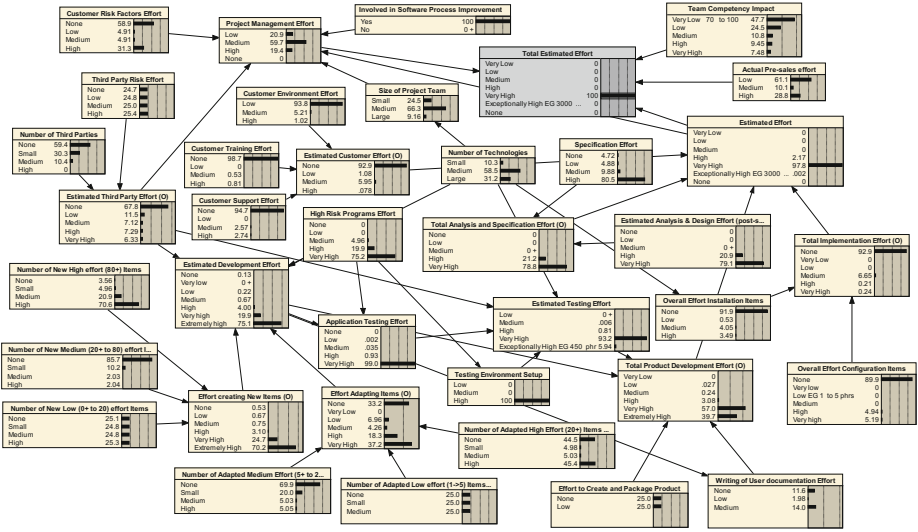 Customer Risk Factors Effort
None 58.9
Low 4.91
Medium 4.91
High 31.3
Project Management Effort
Low 20.9
Medium 59.7
High 19.4
None 0
Involved in Software Process Improvement
Yes 100
No 0 +
Team Competency Impact
Very Low 70 to 100 47.7
Low 24.5
Medium 10.8
High 9.45
Very High 7.48
Total Estimated Effort
Very Low 0
Low 0
Medium 0
High 0
Very High 100
Exceptionally High EG 3000 ... 0
None 0
Actual Pre-sales effort
Low 61.1
Medium 10.1
High 28.8
Third Party Risk Effort
None 24.7
Low 24.8
Medium 25.0
High 25.4
Customer Environment Effort
Low 93.8
Medium 5.21
High 1.02
Size of Project Team
Small 24.5
Medium 66.3
Large 9.16
Estimated Effort
Very Low 0
Low 0
Medium 0
High 2.17
Very High 97.8
Exceptionally High EG 3000 ... .002
None 0
Number of Third Parties
None 59.4
Small 30.3
Medium 10.4
High 0
Customer Training Effort
None 98.7
Low 0
Medium 0.53
High 0.81
Estimated Customer Effort (O)
None 92.9
Low 1.08
Medium 5.95
High .078
Number of Technologies
Small 10.3
Medium 58.5
Large 31.2
Specification Effort
None 4.72
Low 4.88
Medium 9.88
High 80.5
Estimated Third Party Effort (O)
None 67.8
Low 11.5
Medium 7.12
High 7.29
Very High 6.33
Customer Support Effort
None 94.7
Low 0
Medium 2.57
High 2.74
High Risk Programs Effort
None 0
Low 0
Medium 4.96
High 19.9
Very High 75.2
Total Analysis and Specification Effort (O)
None 0
Low 0
Medium 0 +
High 21.2
Very High 78.8
Estimated Analysis & Design Effort (post-s...
None 0
Low 0
Medium 0 +
High 20.9
Very High 79.1
Total Implementation Effort (O)
None 92.9
Low 0
Low 0
Medium 6.65
High 0.21
Very High 0.24
Number of New High effort (80+) Items
None 3.56
Small 4.96
Medium 20.9
High 70.6
Estimated Development Effort
None 0.13
Very low 0 +
Low 0.22
Medium 0.67
High 4.00
Very high 19.9
Extremely high 75.1
Application Testing Effort
None 0
Low .002
Medium .035
High 0.93
Very High 99.0
Estimated Testing Effort
Low 0 +
Medium .006
High 0.81
Very High 93.2
Exceptionally High EG 450 phr 5.94
Overall Effort Installation Items
None 91.9
Low 0.53
Medium 4.05
High 3.49
Number of New Medium (20+ to 80) effort I...
None 85.7
Small 10.2
Medium 2.03
High 2.04
Testing Environment Setup
Low 0
Medium 0
High 100
Total Product Development Effort (O)
Very Low 0
Low .027
Medium 0.24
High 3.08
Very High 57.0
Extremely High 39.7
Overall Effort Configuration Items
None 89.9
Very low 0
Low EG 1 to 5 phrs 0
Medium 0
High 4.94
Very High 5.19
Number of New Low (0+ to 20) effort Items
None 25.1
Small 24.8
Medium 24.8
High 25.3
Effort creating New Items (O)
None 0.53
Low 0.67
Medium 0.75
High 3.10
Very High 24.7
Extremely High 70.2
Effort Adapting Items (O)
None 33.2
Very Low 0
Low 6.96
Medium 4.26
High 18.3
Very High 37.2
Number of Adapted High Effort (20+) Items ...
None 44.5
Small 4.98
Medium 5.03
High 45.4
Number of Adapted Medium Effort (5+ to 2...
None 69.9
Small 20.0
Medium 5.03
High 5.05
Number of Adapted Low effort (1->5) Items...
None 25.0
Small 25.0
Medium 25.0
Effort to Create and Package Product
None 25.0
Low 25.0
Writing of User documentation Effort
None 11.6
Low 1.98
Medium 14.0